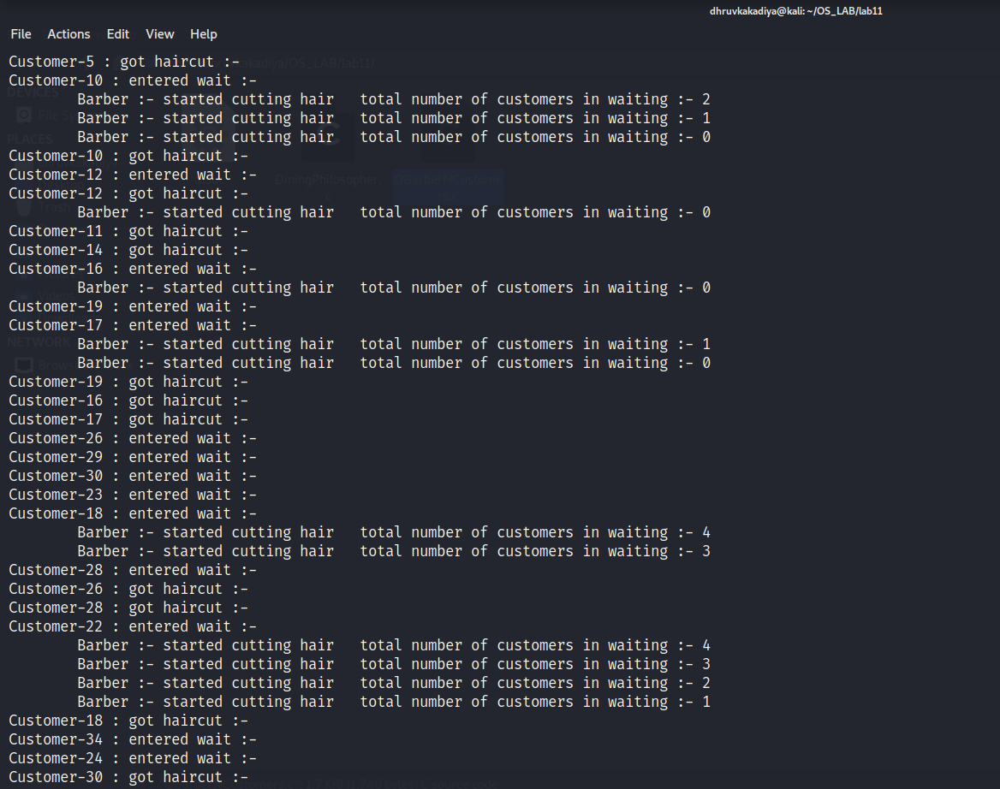 dhruvkakadiya@kali: ~/OS_LAB/lab11
File Actions Edit View Help
Customer-5 : got haircut :-
Customer-10 : entered wait :-
Barber :- started cutting hair total number of customers in waiting :- 2
Barber :- started cutting hair total number of customers in waiting :- 1
Barber :- started cutting hair total number of customers in waiting :- 0
Customer-10 : got haircut :-
Customer-12 : entered wait :-
Customer-12 : got haircut :-
Barber :- started cutting hair total number of customers in waiting :- 0
Customer-11 : got haircut :-
Customer-14 : got haircut :-
Customer-16 : entered wait :-
Barber :- started cutting hair total number of customers in waiting :- 0
Customer-19 : entered wait :-
Customer-17 : entered wait :-
Barber :- started cutting hair total number of customers in waiting :- 1
Barber :- started cutting hair total number of customers in waiting :- 0
Customer-19 : got haircut :-
Customer-16 : got haircut :-
Customer-17 : got haircut :-
Customer-26 : entered wait :-
Customer-29 : entered wait :-
Customer-30 : entered wait :-
Customer-23 : entered wait :-
Customer-18 : entered wait :-
Barber :- started cutting hair total number of customers in waiting :- 4
Barber :- started cutting hair total number of customers in waiting :- 3
Customer-28 : entered wait :-
Customer-26 : got haircut :-
Customer-28 : got haircut :-
Customer-22 : entered wait :-
Barber :- started cutting hair total number of customers in waiting :- 4
Barber :- started cutting hair total number of customers in waiting :- 3
Barber :- started cutting hair total number of customers in waiting :- 2
Barber :- started cutting hair total number of customers in waiting :- 1
Customer-18 : got haircut :-
Customer-34 : entered wait :-
Customer-24 : entered wait :-
Customer-30 : got haircut :-